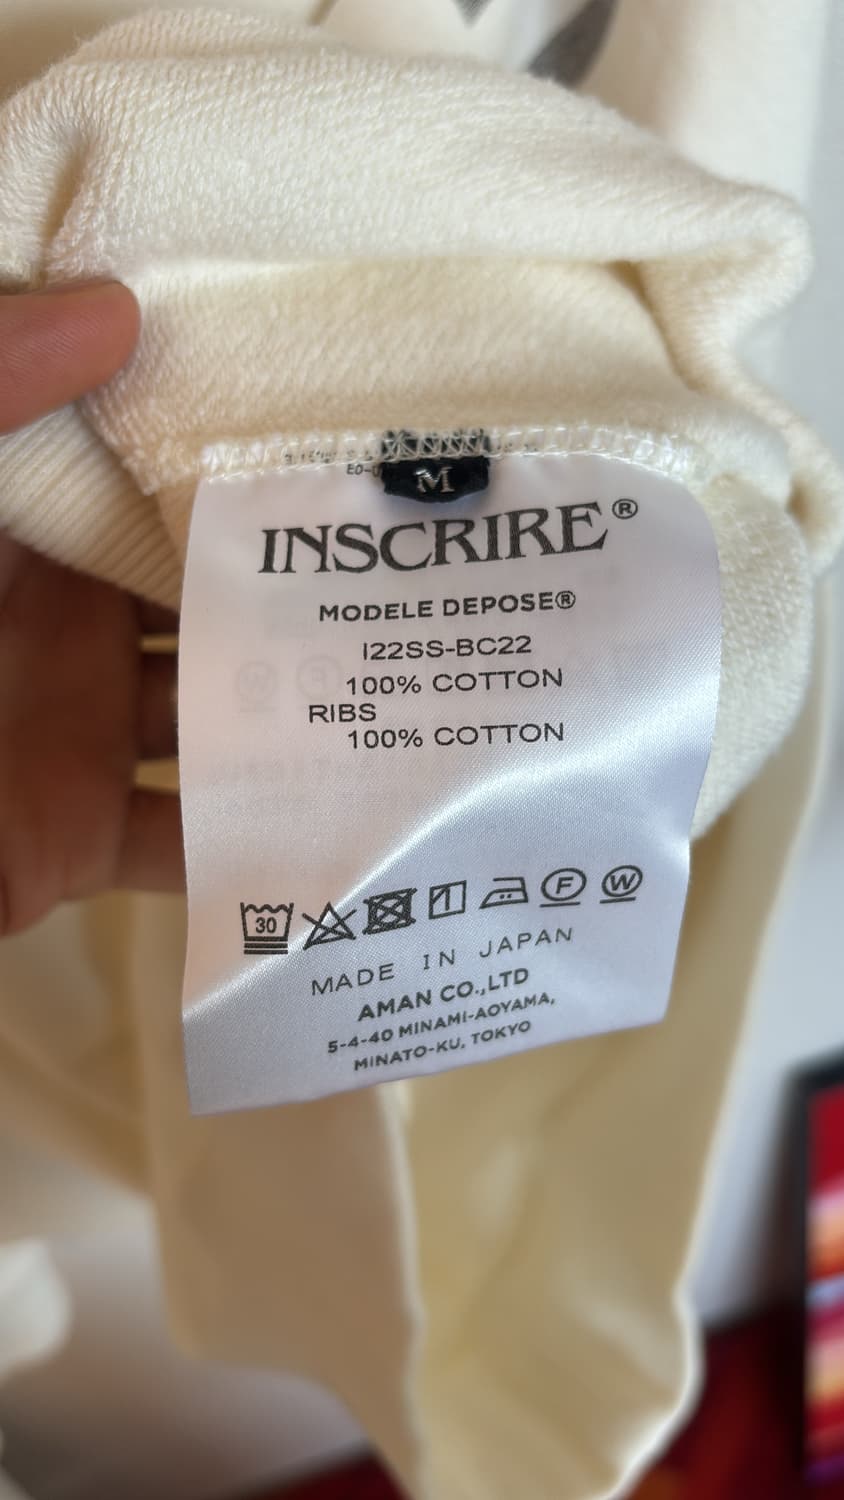 M
INSCRIRE®
MODELE DEPOSE®
I22SS-BC22
100% COTTON
RIBS
100% COTTON
30 F W
MADE IN JAPAN
AMAN CO.,LTD
5-4-40 MINAMI-AOYAMA,
MINATO-KU, TOKYO